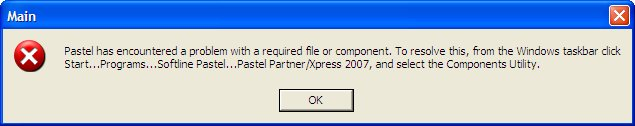 Main
Pastel has encountered a problem with a required file or component. To resolve this, from the Windows taskbar click
Start...Programs...Softline Pastel...Pastel Partner/Xpress 2007, and select the Components Utility.
OK